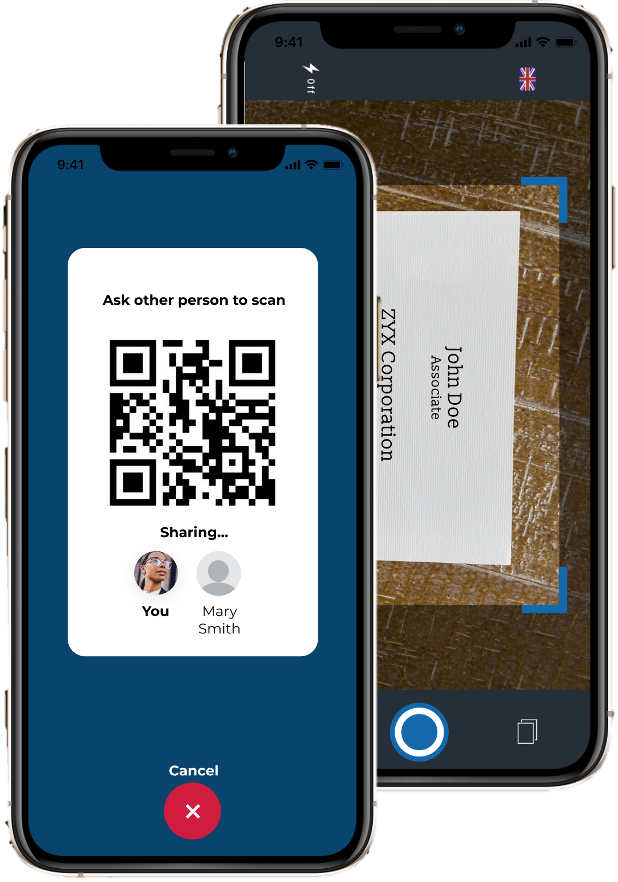 9:41
Ask other person to scan
Sharing...
You
Mary
Smith
Cancel
9:41
Off
John Doe
Associate
ZYX Corporation